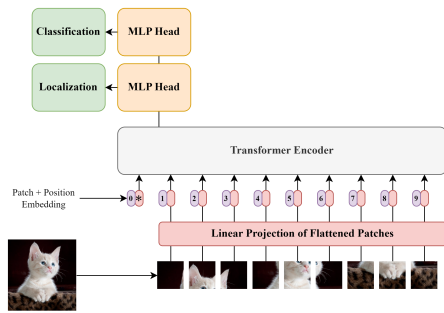 Classification
MLP Head
Localization
MLP Head
Transformer Encoder
Patch + Position
Embedding
0 * 1 2 3 4 5 6 7 8 9
Linear Projection of Flattened Patches